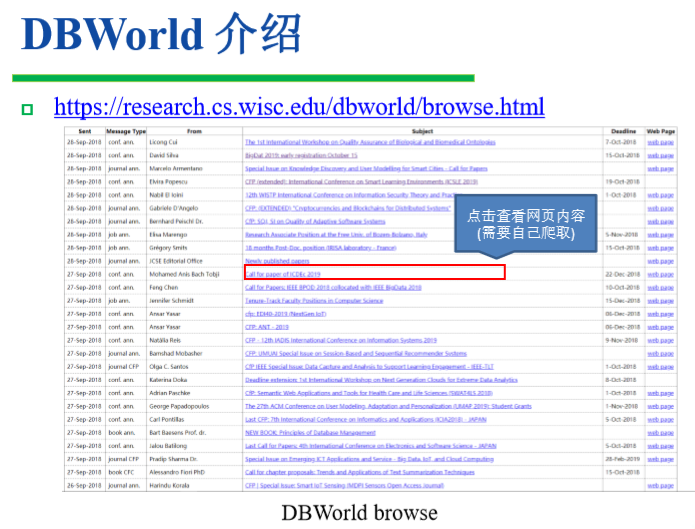 DBWorld 介绍
https://research.cs.wisc.edu/dbworld/browse.html
Sent Message Type From Subject Deadline Web Page
28-Sep-2018 conf. ann. Licong Cui The 1st International Workshop on Quality Assurance of Biological and Biomedical Ontologies 7-Oct-2018 web page
28-Sep-2018 conf. ann. David Silva BigDat 2019: early registration October 15 15-Oct-2018 web page
28-Sep-2018 journal ann. Marcelo Armentano Special Issue on Knowledge Discovery and User Modelling for Smart Cities - Call for Papers web page
28-Sep-2018 conf. ann. Elvira Popescu CFP (extended): International Conference on Smart Learning Environments (ICSLE 2019) 19-Oct-2018
28-Sep-2018 conf. ann. Nabil El Ioini 12th WISTP International Conference on Information Security Theory and 1-Oct-2018 web page
28-Sep-2018 journal ann. Gabriele D'Angelo CFP: [EXTENDED] "Cryptocurrencies and Blockchains for Distributed Systems" web page
28-Sep-2018 journal ann. Bernhard Peischl Dr. CfP: SQJ, SI on Quality of Adaptive Software Systems web page
28-Sep-2018 job ann. Elisa Marengo Research Associate Position at the Free Univ. of Bozen-Bolzano, Italy 5-Nov-2018 web page
28-Sep-2018 job ann. Grégory Smits 18 months Post-Doc. position (IRISA laboratory - France) 15-Oct-2018 web page
28-Sep-2018 journal ann. JCSE Editorial Office Newly published papers web page
27-Sep-2018 conf. ann. Mohamed Anis Bach Tobji Call for paper of ICDEc 2019 22-Dec-2018 web page
27-Sep-2018 conf. ann. Feng Chen Call for Papers: IEEE BPOD 2018 collocated with IEEE BigData 2018 10-Oct-2018 web page
27-Sep-2018 job ann. Jennifer Schmidt Tenure-Track Faculty Positions in Computer Science 15-Dec-2018 web page
27-Sep-2018 conf. ann. Ansar Yasar cfp: EDI40-2019 (NextGen IoT) 06-Dec-2018 web page
27-Sep-2018 conf. ann. Ansar Yasar CFP: ANT - 2019 06-Dec-2018 web page
27-Sep-2018 conf. ann. Natália Reis CFP - 12th IADIS International Conference on Information Systems 2019 9-Nov-2018 web page
27-Sep-2018 journal ann. Bamshad Mobasher CFP: UMUAI Special Issue on Session-Based and Sequential Recommender Systems web page
27-Sep-2018 journal CFP Olga C. Santos CfP IEEE Special Issue: Data Capture and Analysis to Support Learning Engagement - IEEE-TLT 1-Oct-2018 web page
27-Sep-2018 conf. ann. Katerina Doka Deadline extension: 1st International Workshop on Next Generation Clouds for Extreme Data Analytics 8-Oct-2018
27-Sep-2018 conf. ann. Adrian Paschke CfP: Semantic Web Applications and Tools for Health Care and Life Sciences (SWAT4LS 2018) 1-Oct-2018 web page
27-Sep-2018 conf. ann. George Papadopoulos The 27th ACM Conference on User Modeling, Adaptation and Personalization (UMAP 2019): Student Grants 1-Nov-2018 web page
27-Sep-2018 conf. ann. Carl Pontillas Last CFP: 7th International Conference on Informatics and Applications (ICIA2018) - JAPAN 5-Oct-2018 web page
27-Sep-2018 book ann. Bart Baesens Prof. dr. NEW BOOK: Principles of Database Management web page
27-Sep-2018 conf. ann. Jalou Batilong Last Call for Papers: 4th International Conference on Electronics and Software Science - JAPAN 5-Oct-2018 web page
27-Sep-2018 journal CFP Pradip Sharma Dr. Special Issue on Emerging ICT Applications and Service - Big Data, IoT, and Cloud Computing 28-Feb-2019 web page
27-Sep-2018 book CFC Alessandro Fiori PhD Call for chapter proposals: Trends and Applications of Text Summarization Techniques 15-Oct-2018
26-Sep-2018 journal ann. Harindu Korala CFP | Special Issue: Smart IoT Sensing (MDPI Sensors Open Access Journal) web page
点击查看网页内容
(需要自己爬取)
DBWorld browse